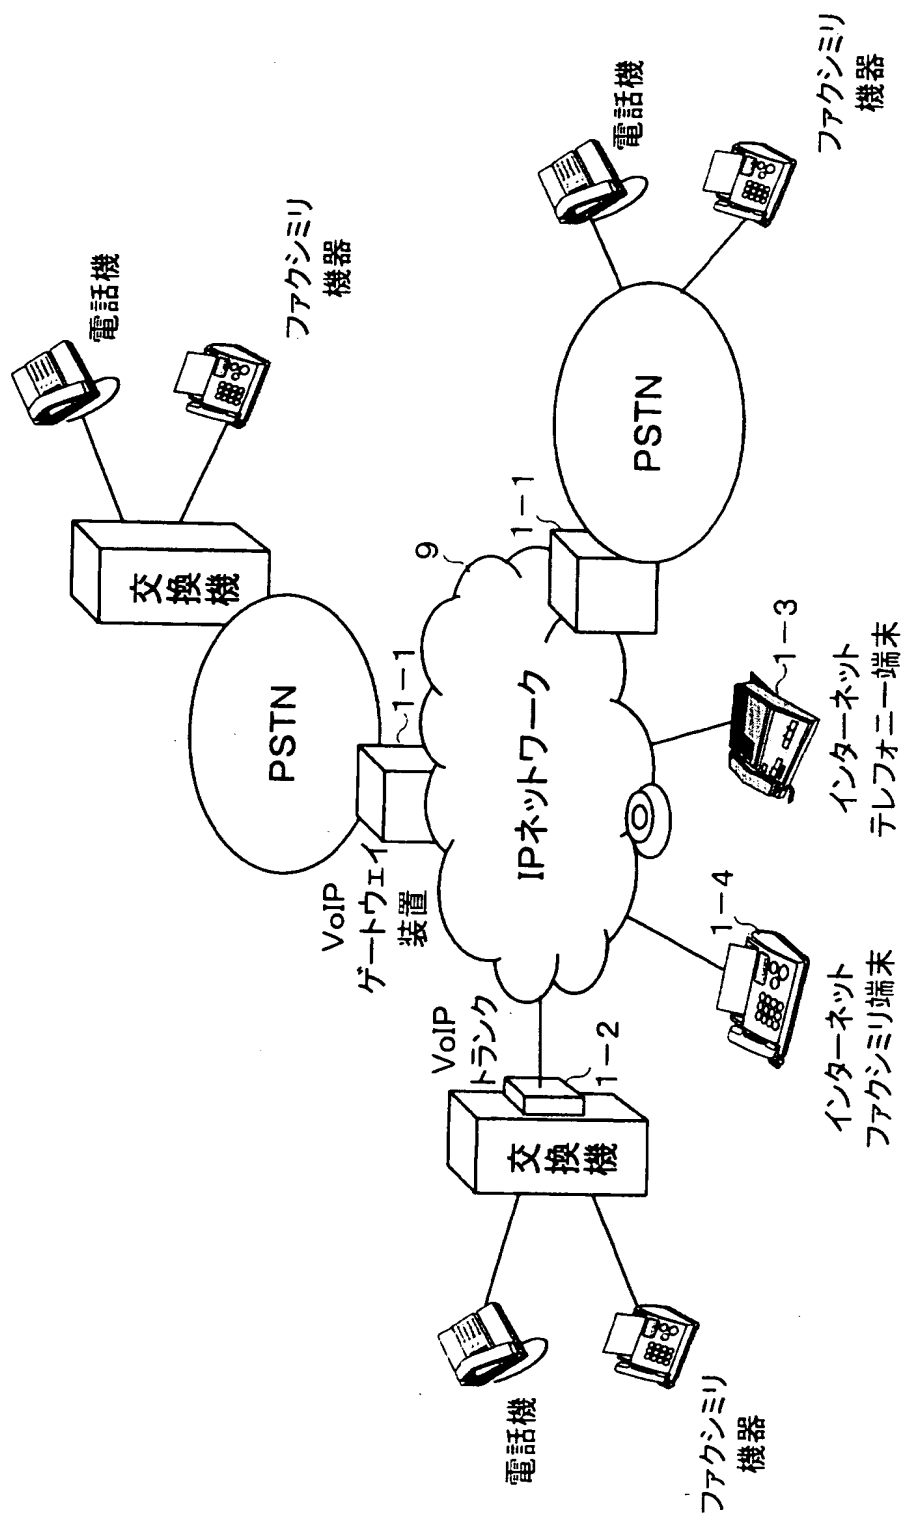 電話機
ファクシミリ
機器
交換機
PSTN
VoIP
ゲートウェイ
装置
1-1
9
IPネットワーク
VoIP
トランク
1-2
交換機
電話機
ファクシミリ
機器
1-1
PSTN
電話機
ファクシミリ
機器
1-4
インターネット
ファクシミリ端末
1-3
インターネット
テレフォニー端末